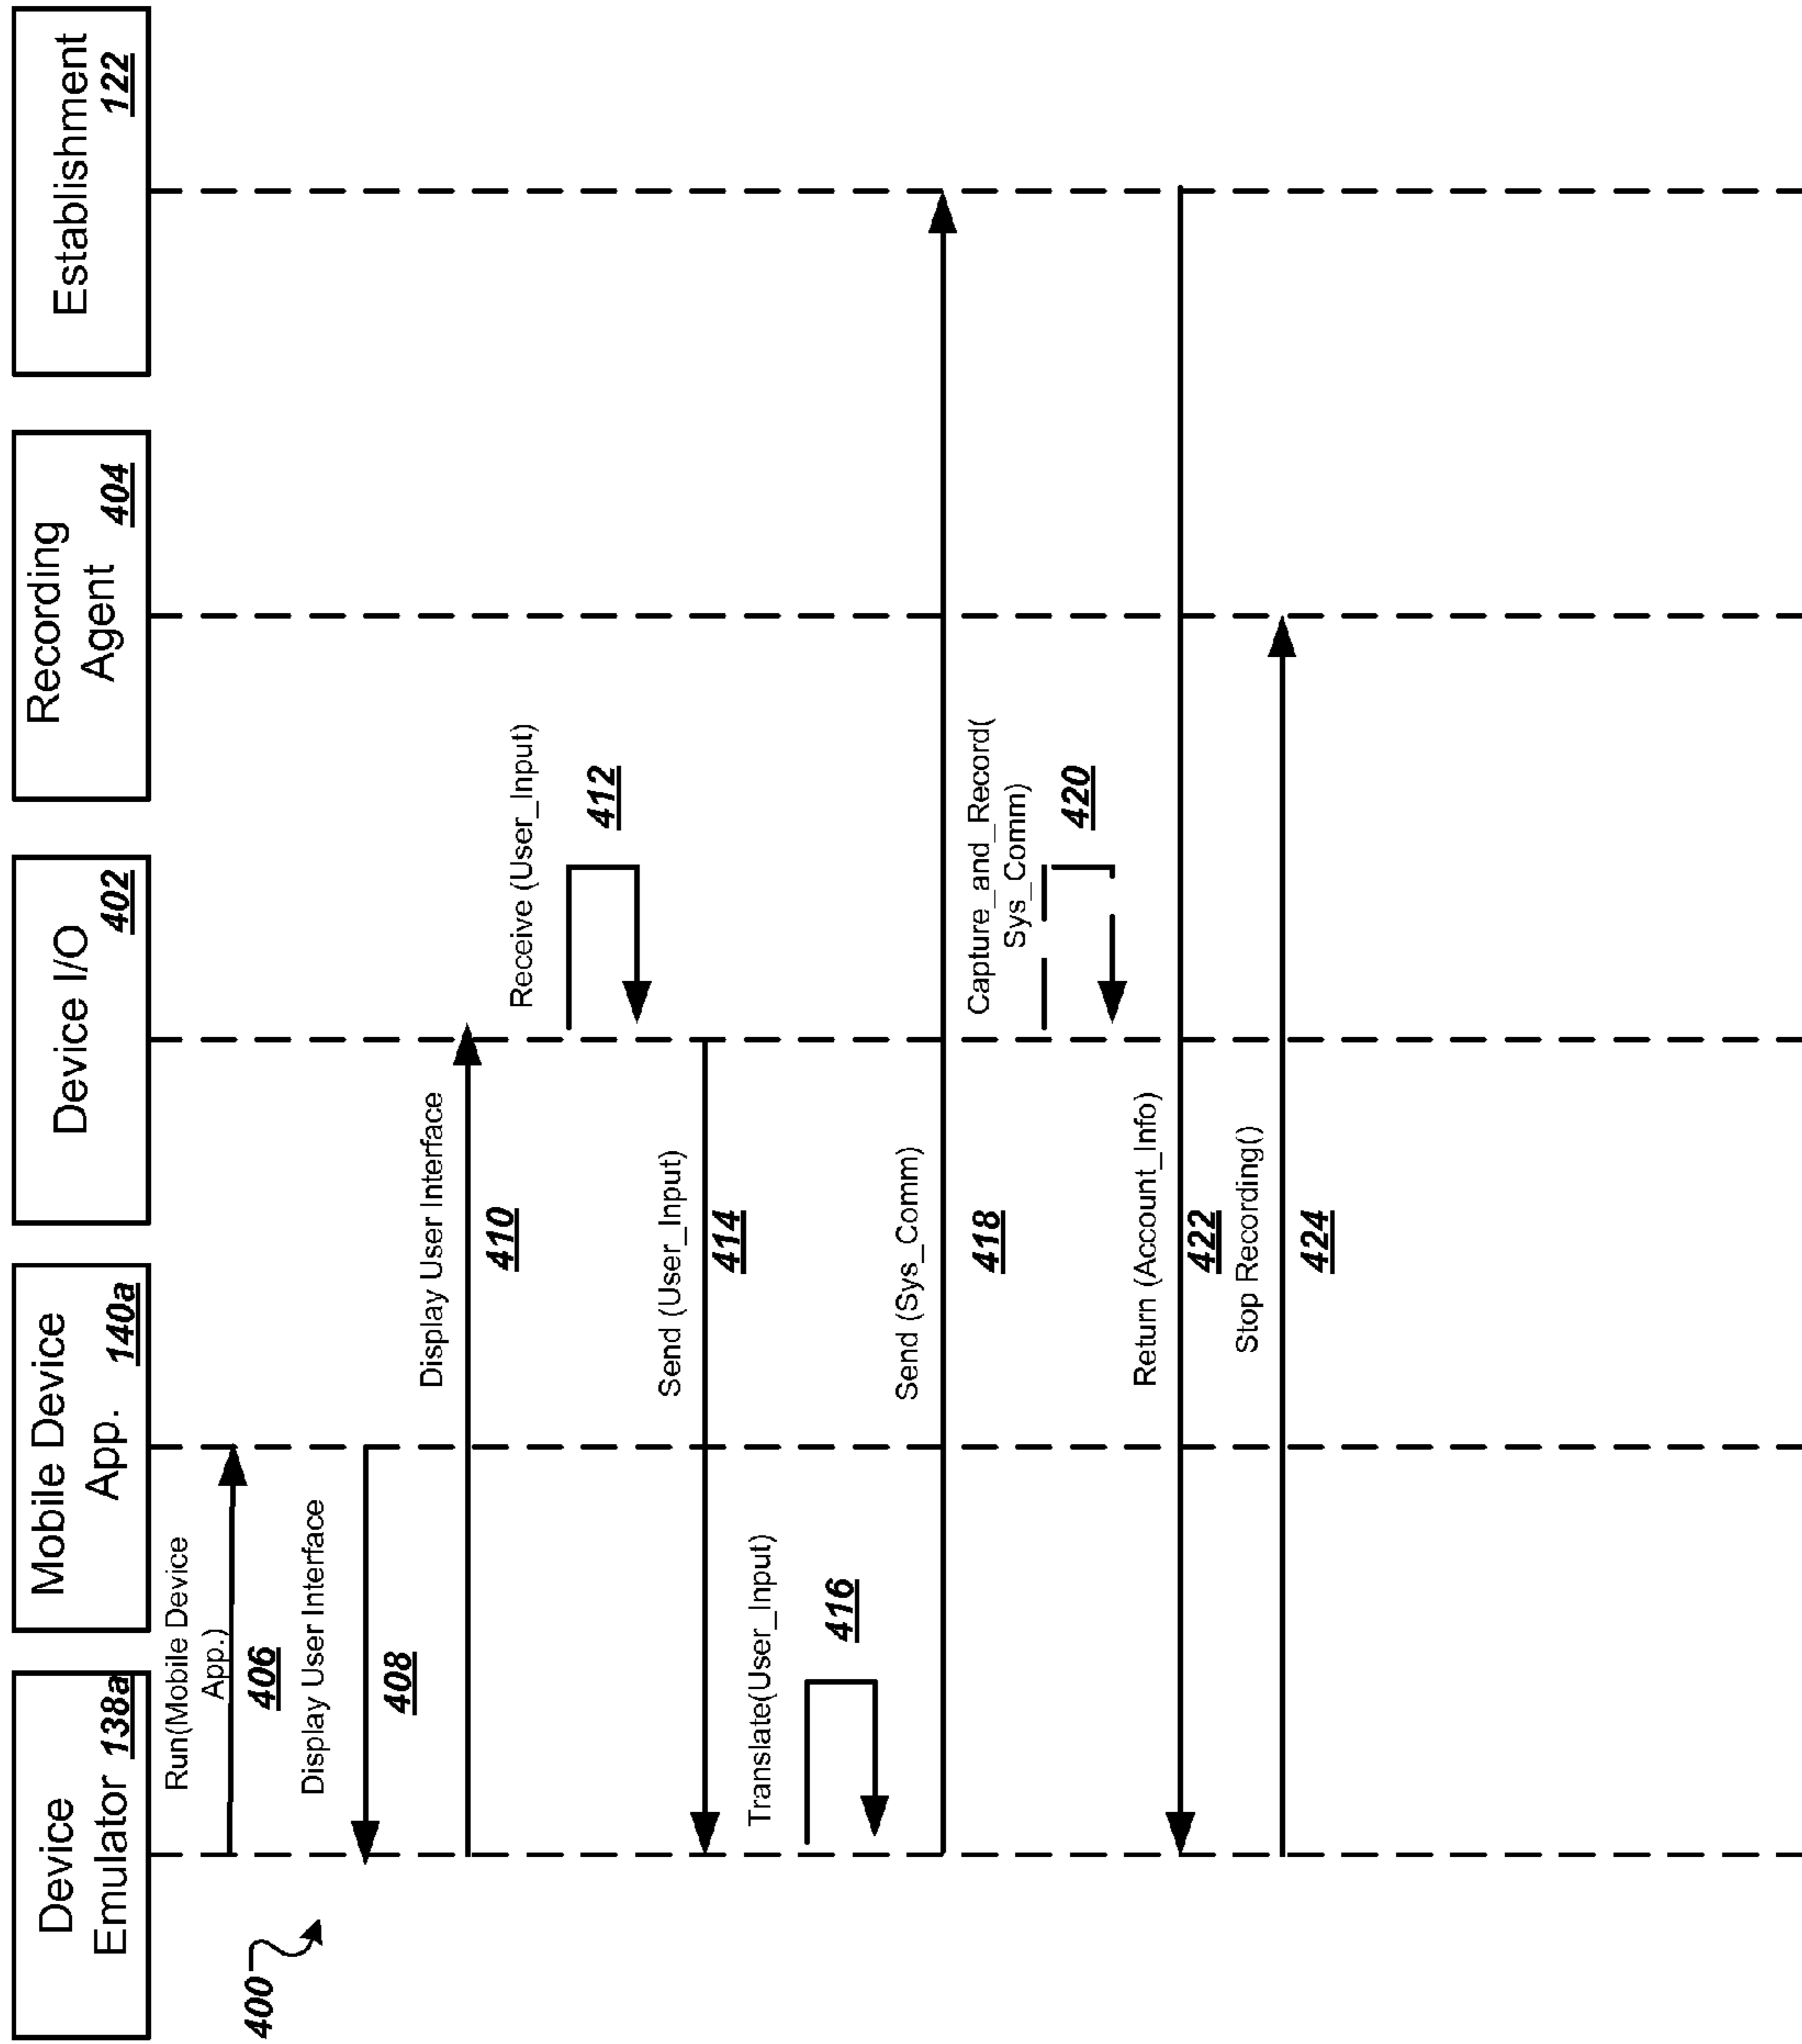 Device
Emulator 138a
Mobile Device
App. 140a
Device I/O
402
Recording
Agent 404
Establishment
122
400
Run(Mobile Device
App.)
406
Display User Interface
408
Display User Interface
410
Receive (User_Input)
412
Send (User_Input)
414
Translate(User_Input)
416
Send (Sys_Comm)
418
Capture_and_Record(
Sys_Comm)
420
Return (Account_Info)
422
Stop Recording()
424